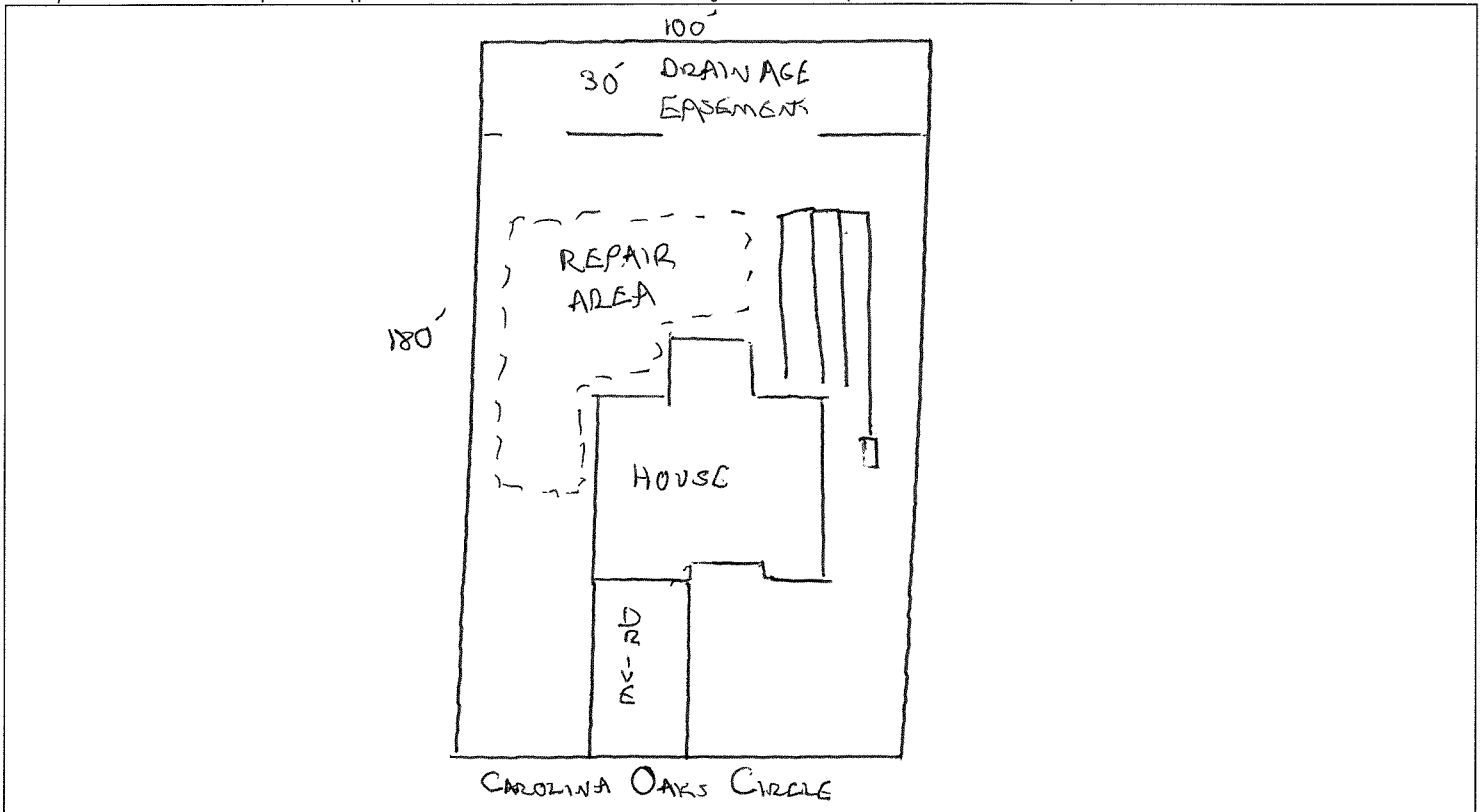 100'
30' DRAINAGE
EASEMENT
REPAIR
AREA
180'
HOUSE
DRIVE
CAROLINA OAKS CIRCLE